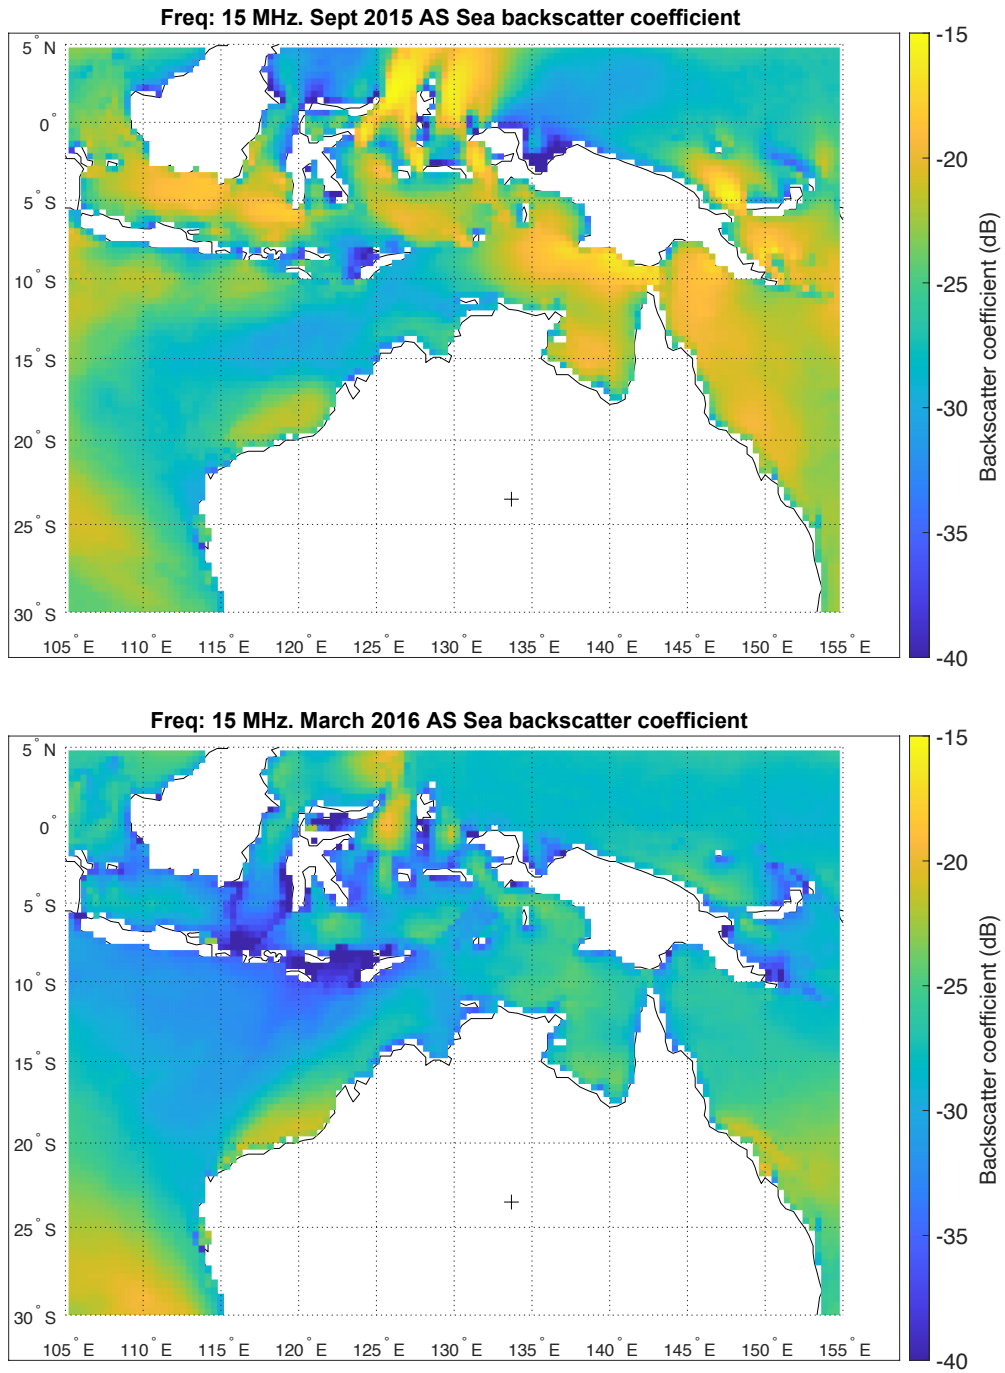 Freq: 15 MHz. Sept 2015 AS Sea backscatter coefficient
5° N
0°
5° S
10° S
15° S
20° S
25° S
30° S
105° E 110° E 115° E 120° E 125° E 130° E 135° E 140° E 145° E 150° E 155° E
-15
-20
-25
-30
-35
-40
Backscatter coefficient (dB)
Freq: 15 MHz. March 2016 AS Sea backscatter coefficient
5° N
0°
5° S
10° S
15° S
20° S
25° S
30° S
105° E 110° E 115° E 120° E 125° E 130° E 135° E 140° E 145° E 150° E 155° E
-15
-20
-25
-30
-35
-40
Backscatter coefficient (dB)